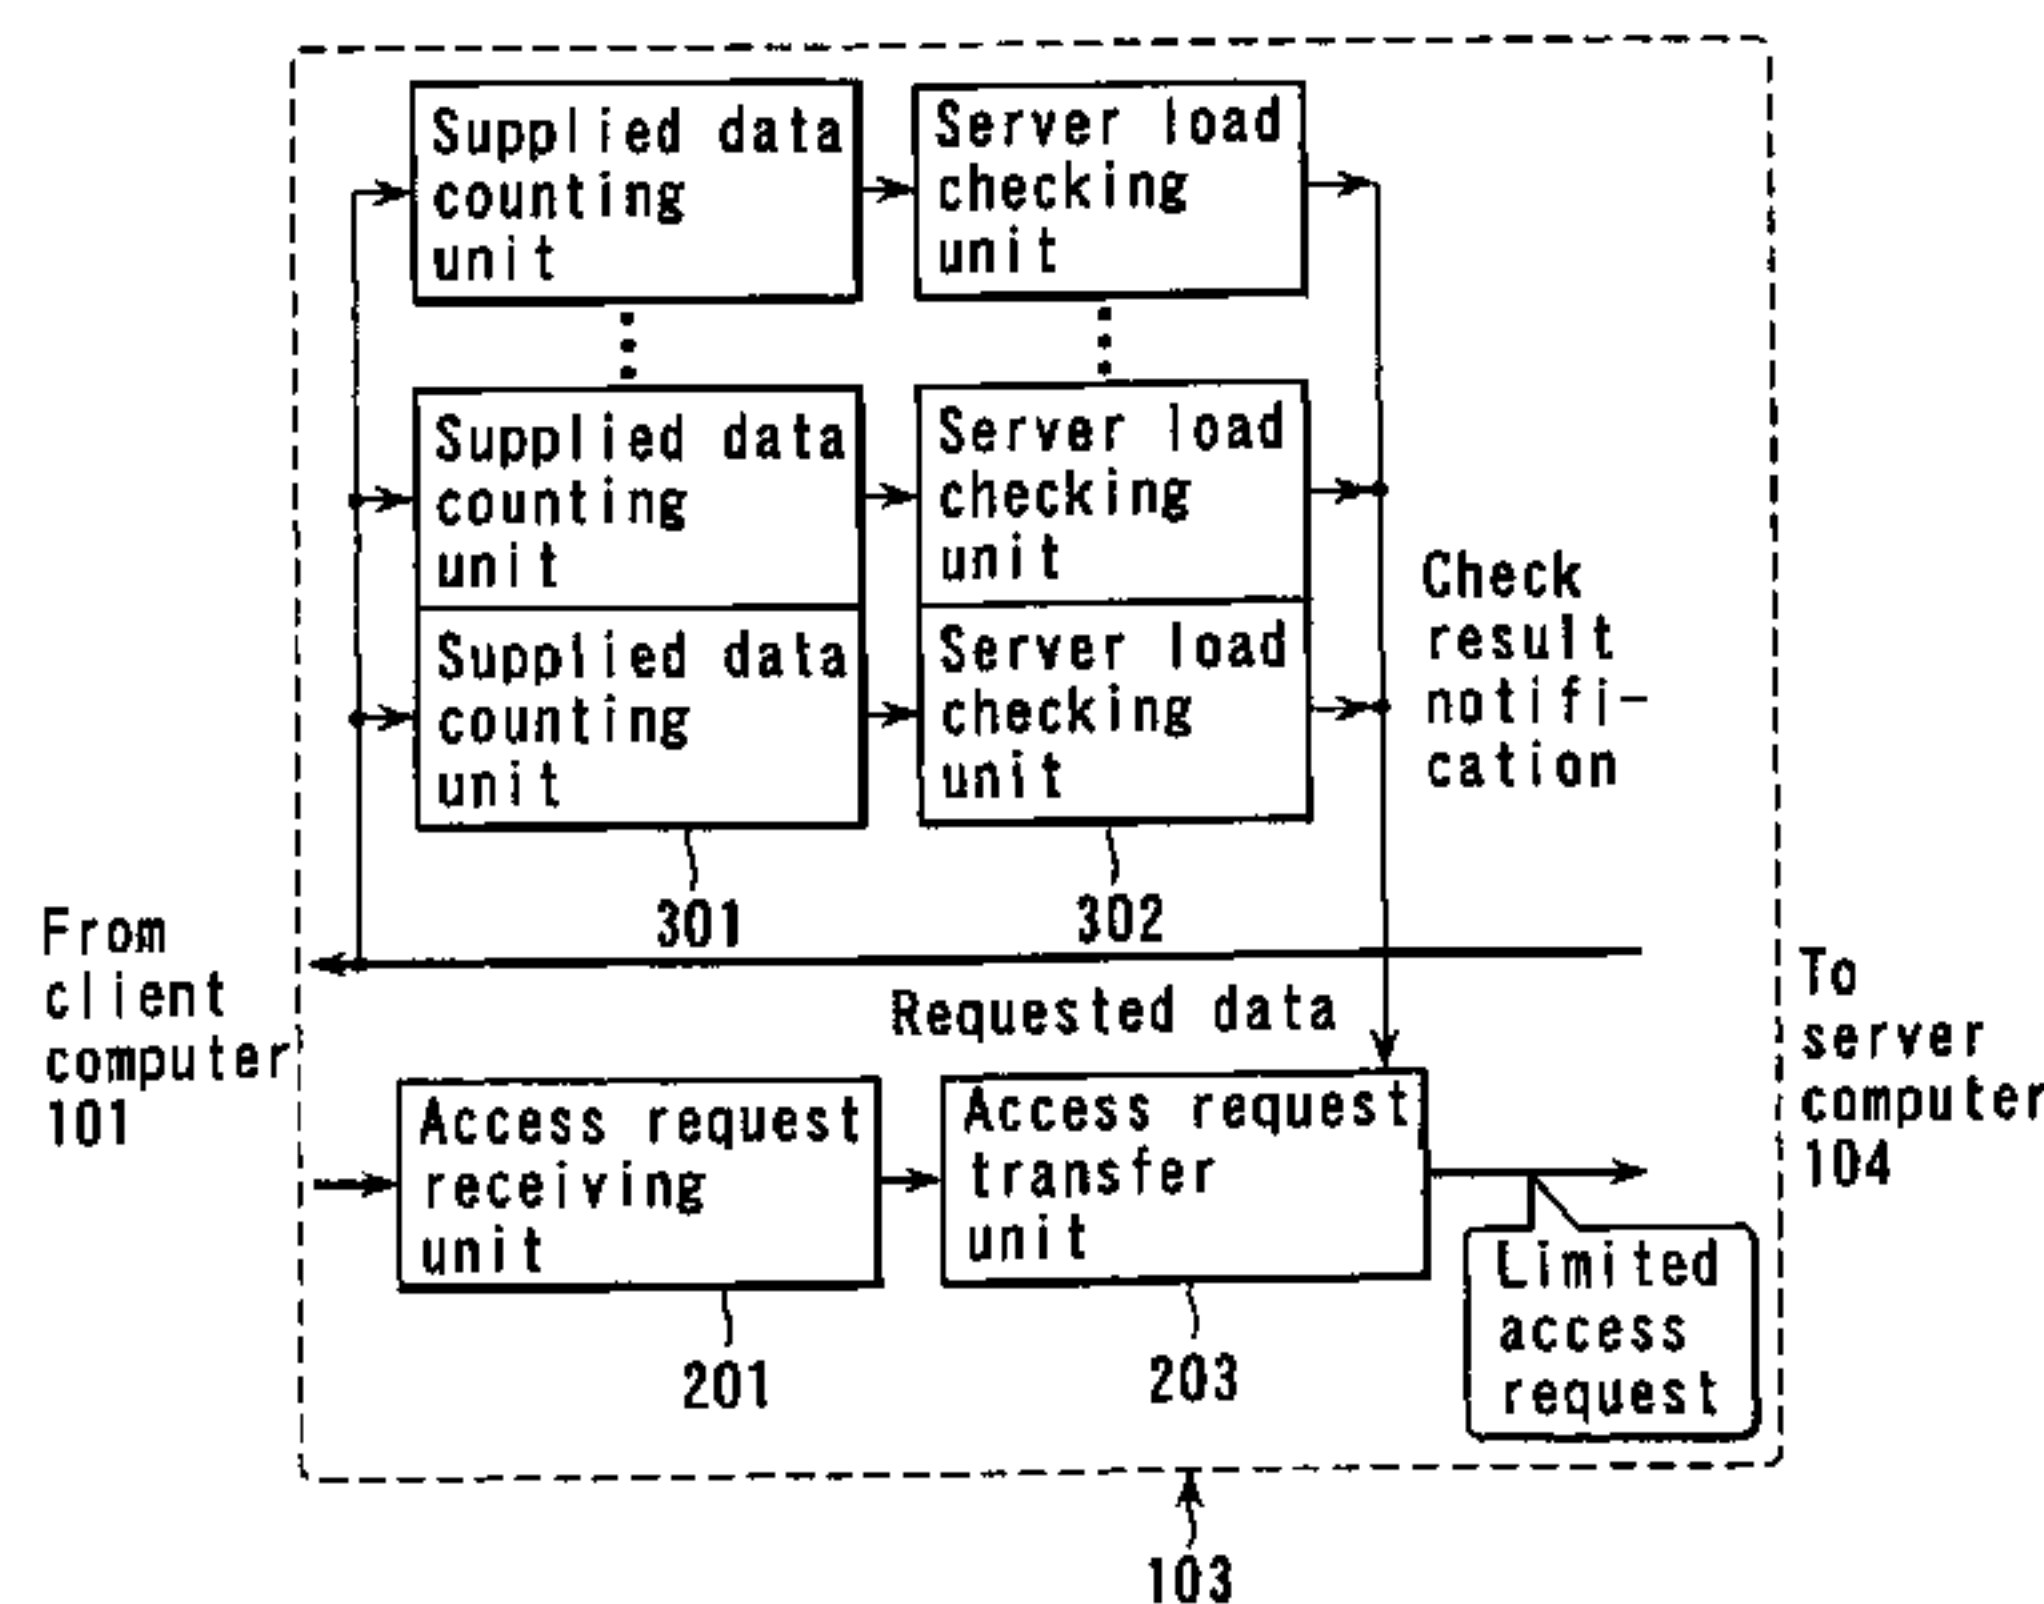 Supplied data
counting
unit
Server load
checking
unit
Supplied data
counting
unit
Server load
checking
unit
Supplied data
counting
unit
Server load
checking
unit
Check
result
notifi-
cation
301
302
From
client
computer
101
Requested data
To
server
computer
104
Access request
receiving
unit
Access request
transfer
unit
Limited
access
request
201
203
103